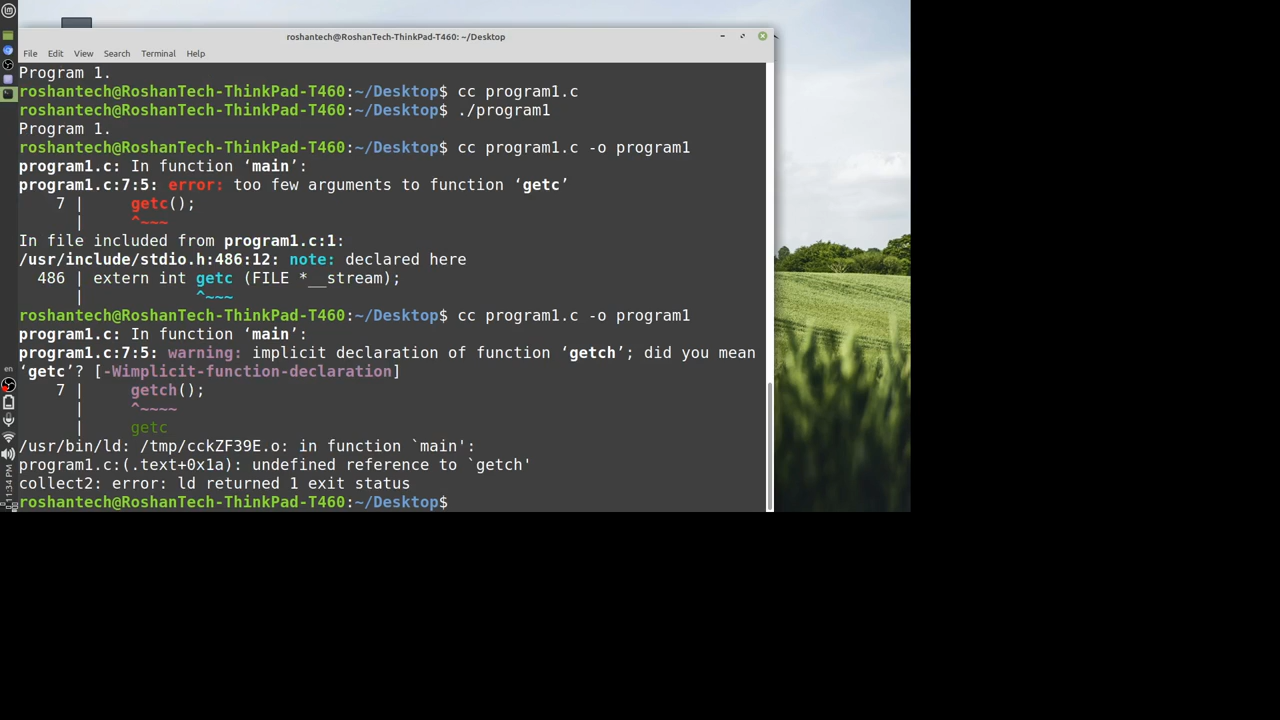 roshantech@RoshanTech-ThinkPad-T460: ~/Desktop
File Edit View Search Terminal Help
Program 1.
roshantech@RoshanTech-ThinkPad-T460:~/Desktop$ cc program1.c
roshantech@RoshanTech-ThinkPad-T460:~/Desktop$ ./program1
Program 1.
roshantech@RoshanTech-ThinkPad-T460:~/Desktop$ cc program1.c -o program1
program1.c: In function ‘main’:
program1.c:7:5: error: too few arguments to function ‘getc’
7 | getc();
| ^~~~
In file included from program1.c:1:
/usr/include/stdio.h:486:12: note: declared here
486 | extern int getc (FILE *__stream);
| ^~~~
roshantech@RoshanTech-ThinkPad-T460:~/Desktop$ cc program1.c -o program1
program1.c: In function ‘main’:
program1.c:7:5: warning: implicit declaration of function ‘getch’; did you mean
‘getc’? [-Wimplicit-function-declaration]
7 | getch();
| ^~~~~
| getc
/usr/bin/ld: /tmp/cckZF39E.o: in function `main':
program1.c:(.text+0x1a): undefined reference to `getch'
collect2: error: ld returned 1 exit status
roshantech@RoshanTech-ThinkPad-T460:~/Desktop$
en
11:34 PM